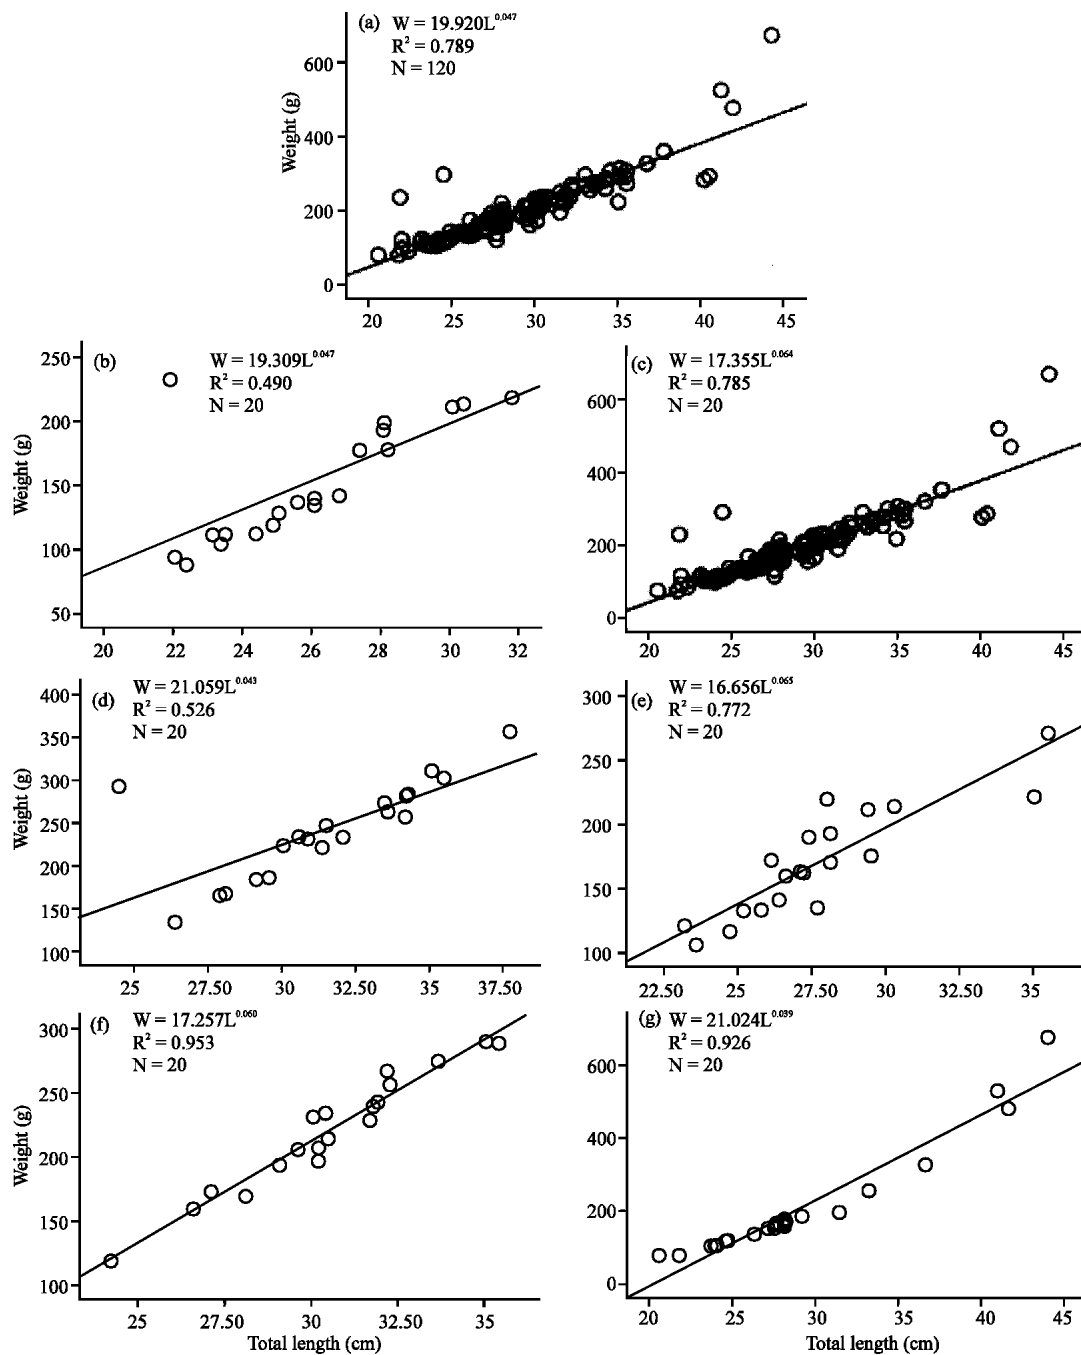 (a) W = 19.920L^0.047
R² = 0.789
N = 120
Weight (g)
600
400
200
0
20 25 30 35 40 45
(b) W = 19.309L^0.047
R² = 0.490
N = 20
Weight (g)
250
200
150
100
50
20 22 24 26 28 30 32
(c) W = 17.355L^0.064
R² = 0.785
N = 20
600
400
200
0
20 25 30 35 40 45
(d) W = 21.059L^0.043
R² = 0.526
N = 20
Weight (g)
400
350
300
250
200
150
100
25 27.50 30 32.50 35 37.50
(e) W = 16.656L^0.065
R² = 0.772
N = 20
300
250
200
150
100
22.50 25 27.50 30 32.50 35
(f) W = 17.257L^0.060
R² = 0.953
N = 20
Weight (g)
300
250
200
150
100
25 27.50 30 32.50 35
Total length (cm)
(g) W = 21.024L^0.039
R² = 0.926
N = 20
600
400
200
0
20 25 30 35 40 45
Total length (cm)